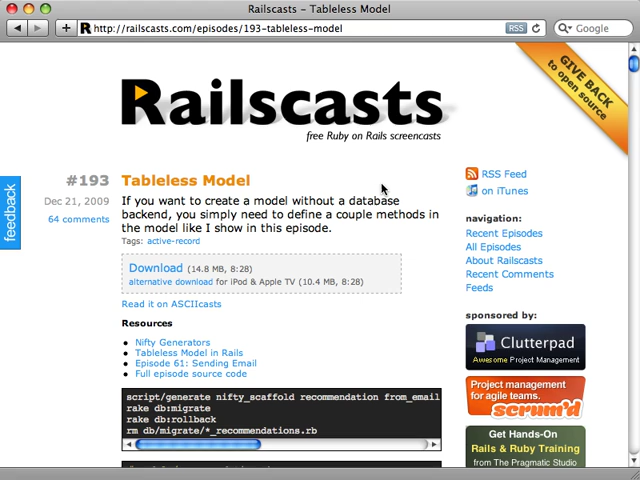 Railscasts – Tableless Model
http://railscasts.com/episodes/193-tableless-model
RSS
Google
GIVE BACK
to open source
Railscasts
free Ruby on Rails screencasts
feedback
#193
Tableless Model
Dec 21, 2009
64 comments
If you want to create a model without a database
backend, you simply need to define a couple methods in
the model like I show in this episode.
Tags: active-record
Download (14.8 MB, 8:28)
alternative download for iPod & Apple TV (10.4 MB, 8:28)
Read it on ASCIIcasts
Resources
Nifty Generators
Tableless Model in Rails
Episode 61: Sending Email
Full episode source code
script/generate nifty_scaffold recommendation from_email
rake db:migrate
rake db:rollback
rm db/migrate/*_recommendations.rb
RSS Feed
on iTunes
navigation:
Recent Episodes
All Episodes
About Railscasts
Recent Comments
Feeds
sponsored by:
Clutterpad
Awesome Project Management
Project management
for agile teams.
scrum'd
Get Hands-On
Rails & Ruby Training
from The Pragmatic Studio